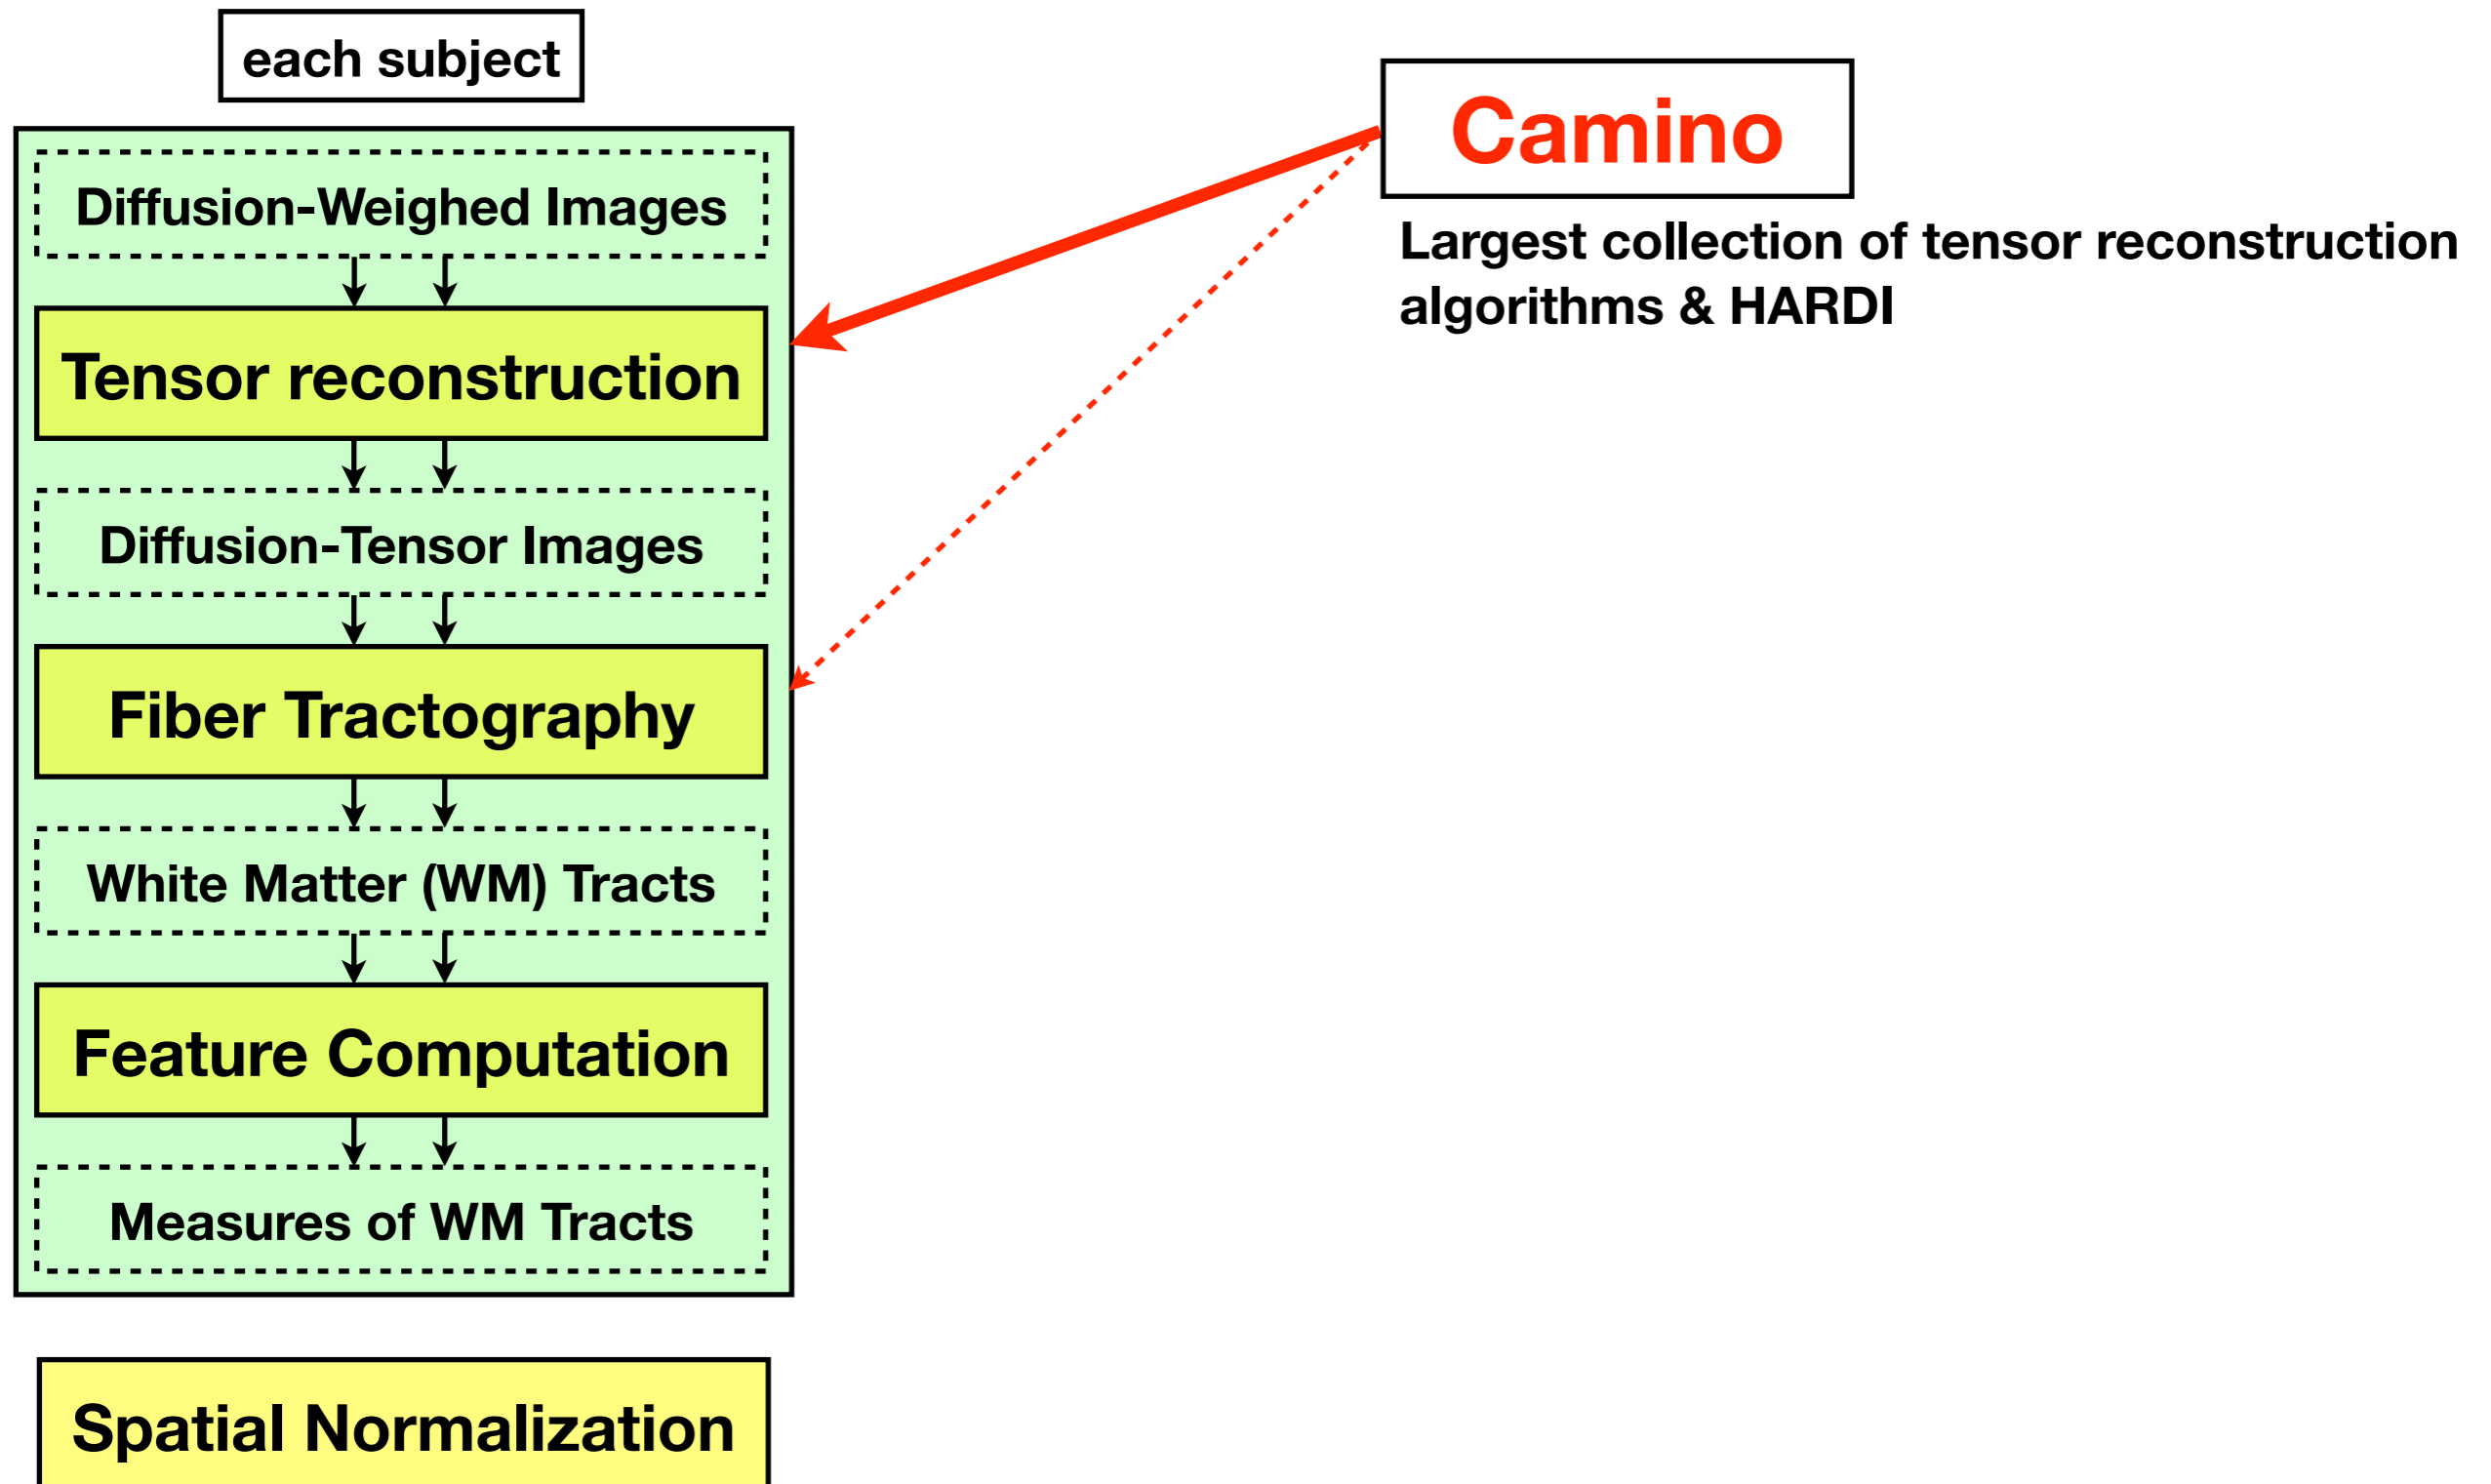 each subject
Camino
Diffusion-Weighed Images
Largest collection of tensor reconstruction
algorithms & HARDI
Tensor reconstruction
Diffusion-Tensor Images
Fiber Tractography
White Matter (WM) Tracts
Feature Computation
Measures of WM Tracts
Spatial Normalization